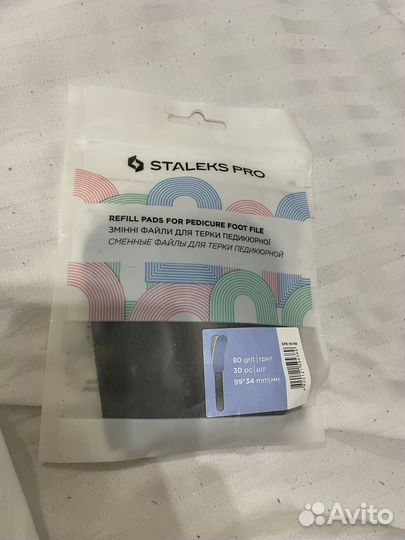 STALEKS PRO
REFILL PADS FOR PEDICURE FOOT FILE
ЗМІННІ ФАЙЛИ ДЛЯ ТЕРКИ ПЕДИКЮРНОЇ
СМЕННЫЕ ФАЙЛЫ ДЛЯ ТЕРКИ ПЕДИКЮРНОЙ
80 grit|грит
30 pc|шт
99*34 mm|мм
Avito